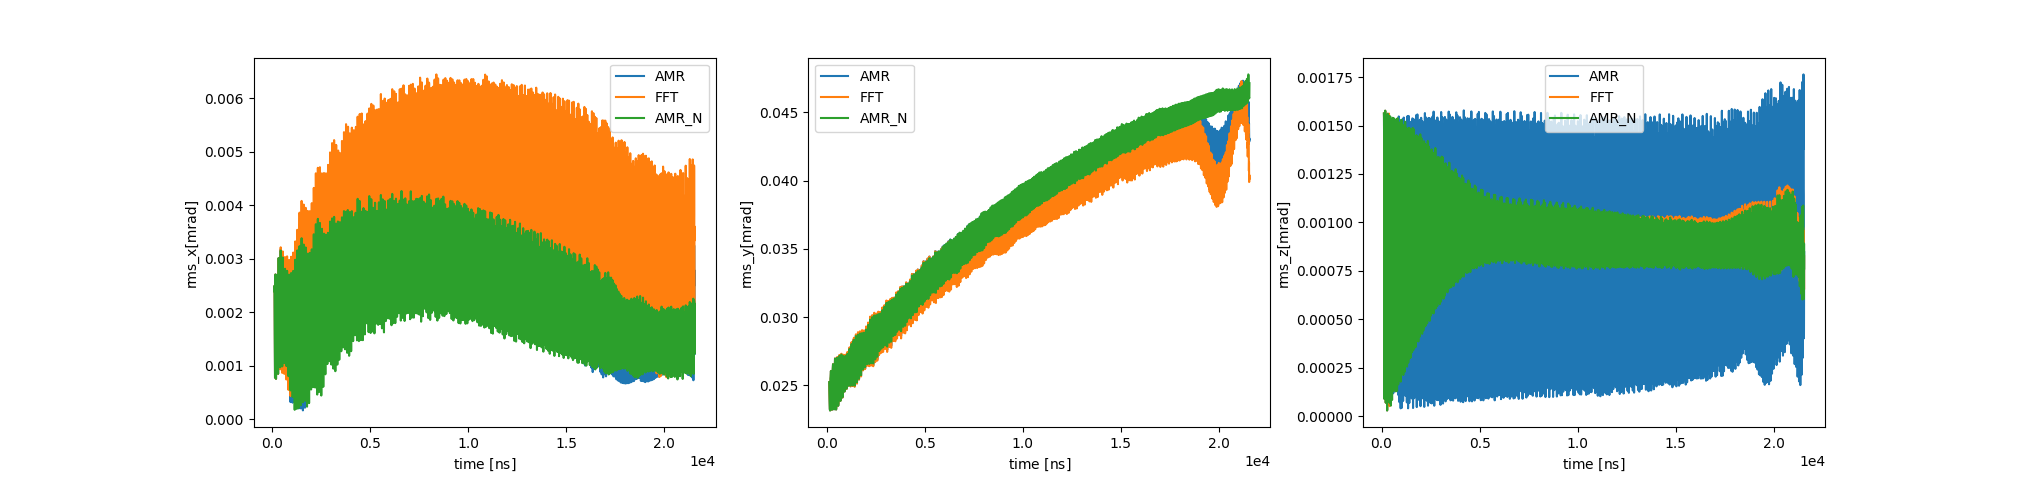 rms_x[mrad]
0.006
0.005
0.004
0.003
0.002
0.001
0.000
AMR
FFT
AMR_N
0.0 0.5 1.0 1.5 2.0
1e4
time [ns]
rms_y[mrad]
0.045
0.040
0.035
0.030
0.025
AMR
FFT
AMR_N
0.0 0.5 1.0 1.5 2.0
1e4
time [ns]
rms_z[mrad]
0.00175
0.00150
0.00125
0.00100
0.00075
0.00050
0.00025
0.00000
AMR
FFT
AMR_N
0.0 0.5 1.0 1.5 2.0
1e4
time [ns]